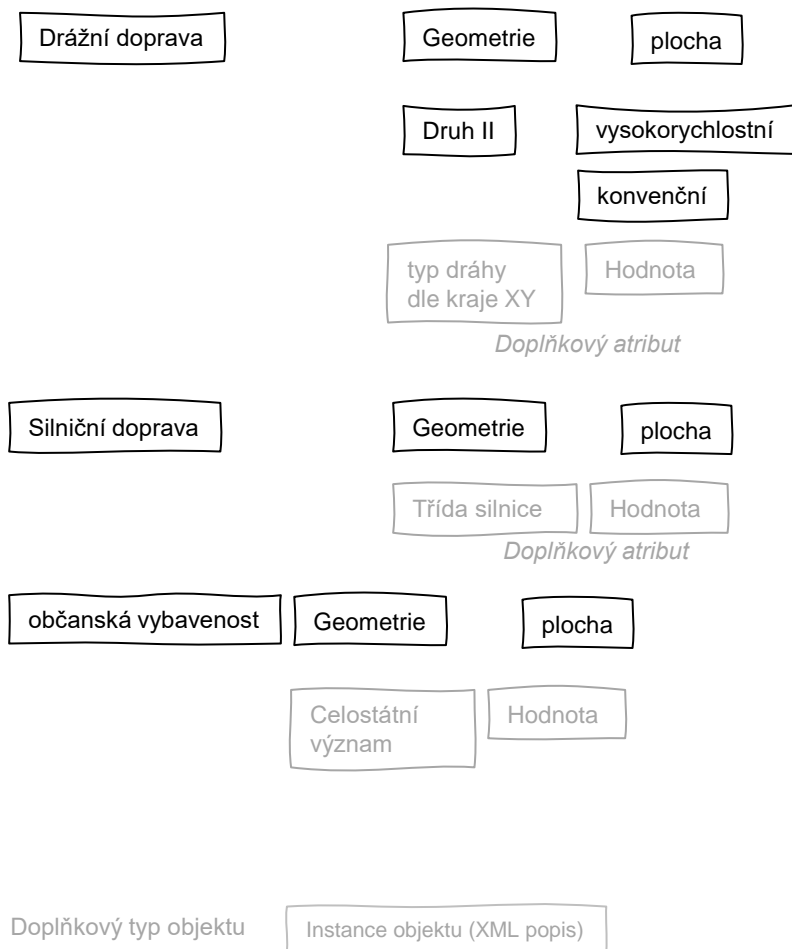 Drážní doprava Geometrie plocha
Druh II vysokorychlostní
konvenční
typ dráhy Hodnota
dle kraje XY
Doplňkový atribut
Silniční doprava Geometrie plocha
Třída silnice Hodnota
Doplňkový atribut
občanská vybavenost Geometrie plocha
Celostátní Hodnota
význam
Doplňkový typ objektu Instance objektu (XML popis)